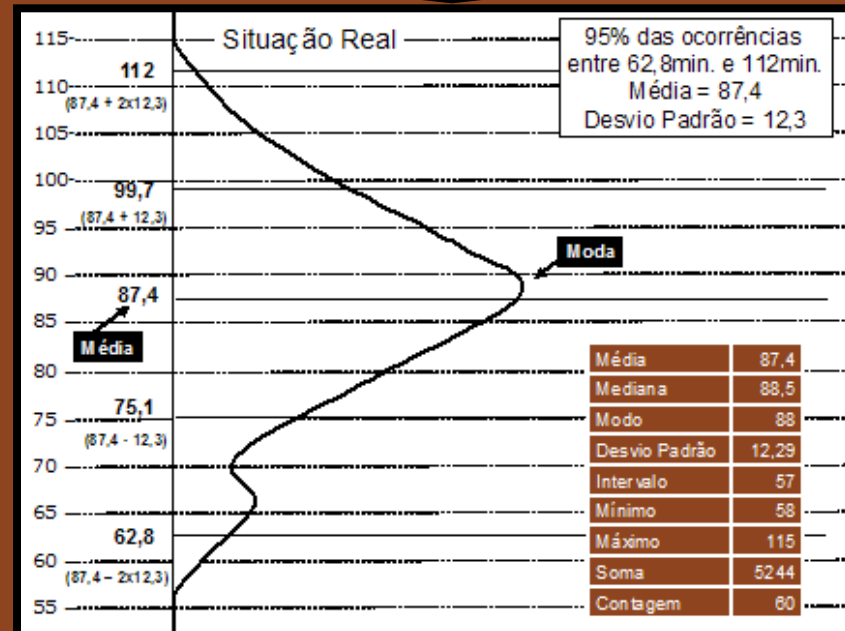 Situação Real
95% das ocorrências
entre 62,8min. e 112min.
Média = 87,4
Desvio Padrão = 12,3
115
112
110
(87,4 + 2x12,3)
105
100
99,7
(87,4 + 12,3)
95
Moda
90
87,4
85
Média
80
75,1
75
(87,4 - 12,3)
70
65
62,8
60
(87,4 – 2x12,3)
55
Média 87,4
Mediana 88,5
Modo 88
Desvio Padrão 12,29
Intervalo 57
Mínimo 58
Máximo 115
Soma 5244
Contagem 60